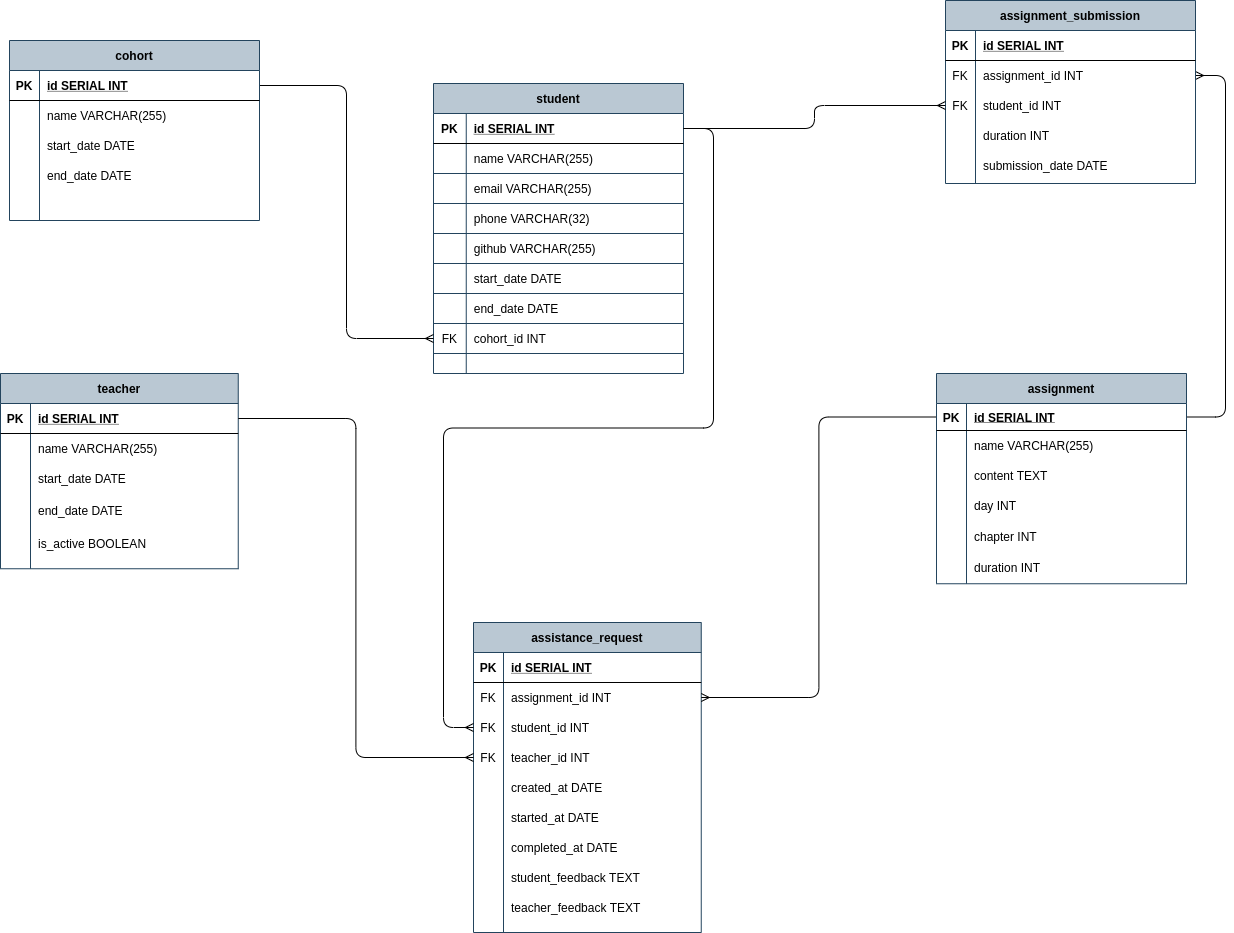 cohort
PK id SERIAL INT
name VARCHAR(255)
start_date DATE
end_date DATE
student
PK id SERIAL INT
name VARCHAR(255)
email VARCHAR(255)
phone VARCHAR(32)
github VARCHAR(255)
start_date DATE
end_date DATE
FK cohort_id INT
assignment_submission
PK id SERIAL INT
FK assignment_id INT
FK student_id INT
duration INT
submission_date DATE
teacher
PK id SERIAL INT
name VARCHAR(255)
start_date DATE
end_date DATE
is_active BOOLEAN
assignment
PK id SERIAL INT
name VARCHAR(255)
content TEXT
day INT
chapter INT
duration INT
assistance_request
PK id SERIAL INT
FK assignment_id INT
FK student_id INT
FK teacher_id INT
created_at DATE
started_at DATE
completed_at DATE
student_feedback TEXT
teacher_feedback TEXT